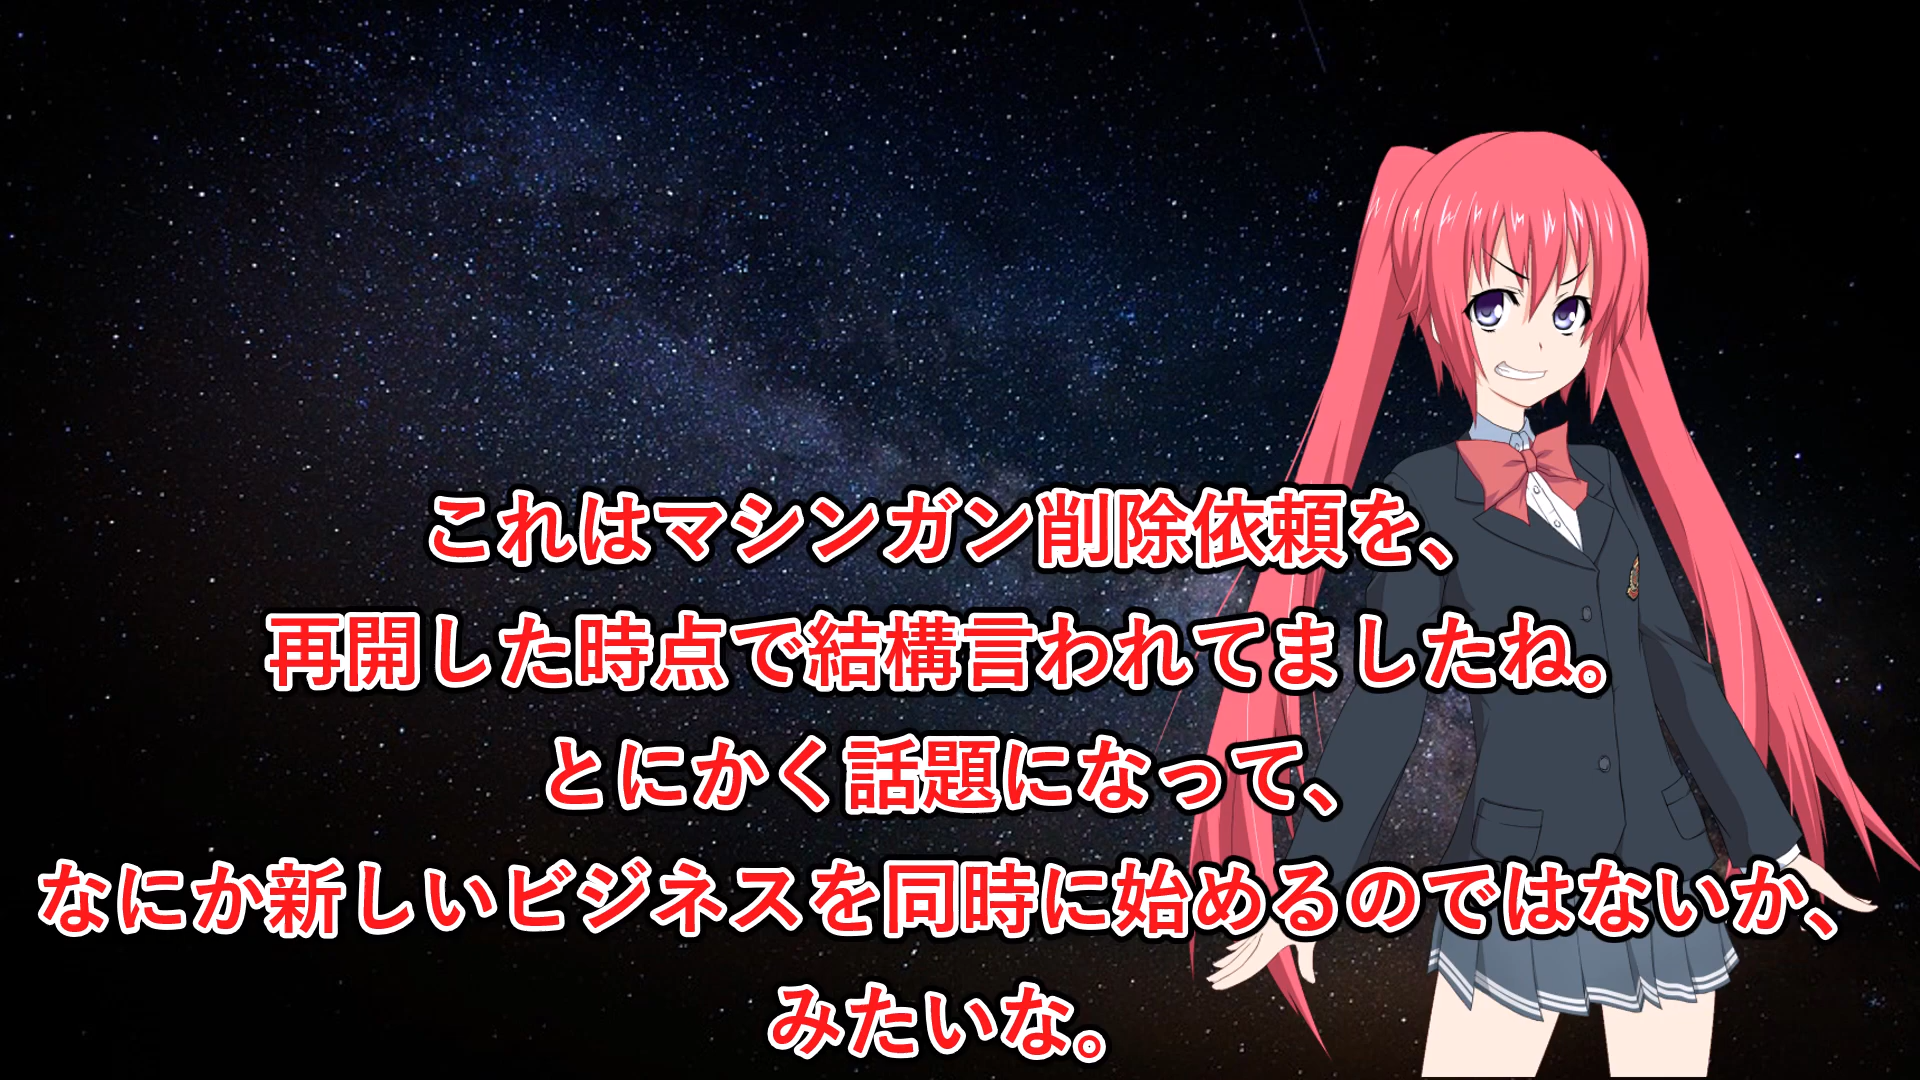 これはマシンガン削除依頼を、
再開した時点で結構言われてましたね。
とにかく話題になって、
なにか新しいビジネスを同時に始めるのではないか、
みたいな。